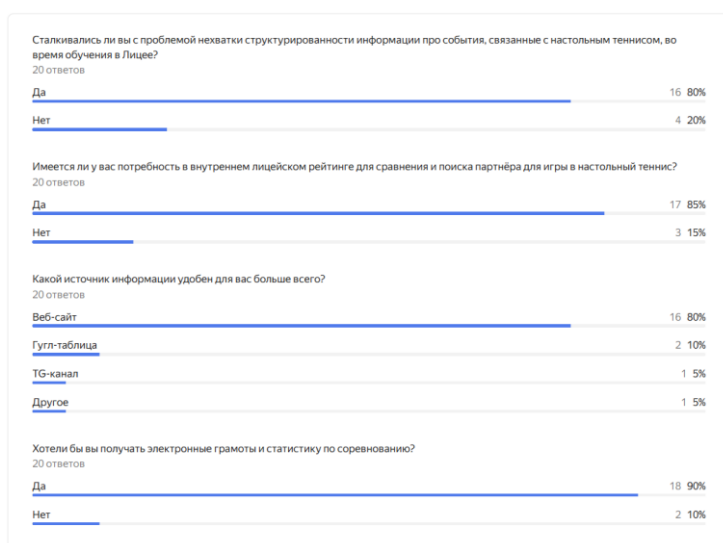 Сталкивались ли вы с проблемой нехватки структурированности информации про события, связанные с настольным теннисом, во
время обучения в Лицее?
20 ответов
Да 16 80%
Нет 4 20%
Имеется ли у вас потребность в внутреннем лицейском рейтинге для сравнения и поиска партнёра для игры в настольный теннис?
20 ответов
Да 17 85%
Нет 3 15%
Какой источник информации удобен для вас больше всего?
20 ответов
Веб-сайт 16 80%
Гугл-таблица 2 10%
TG-канал 1 5%
Другое 1 5%
Хотели бы вы получать электронные грамоты и статистику по соревнованию?
20 ответов
Да 18 90%
Нет 2 10%